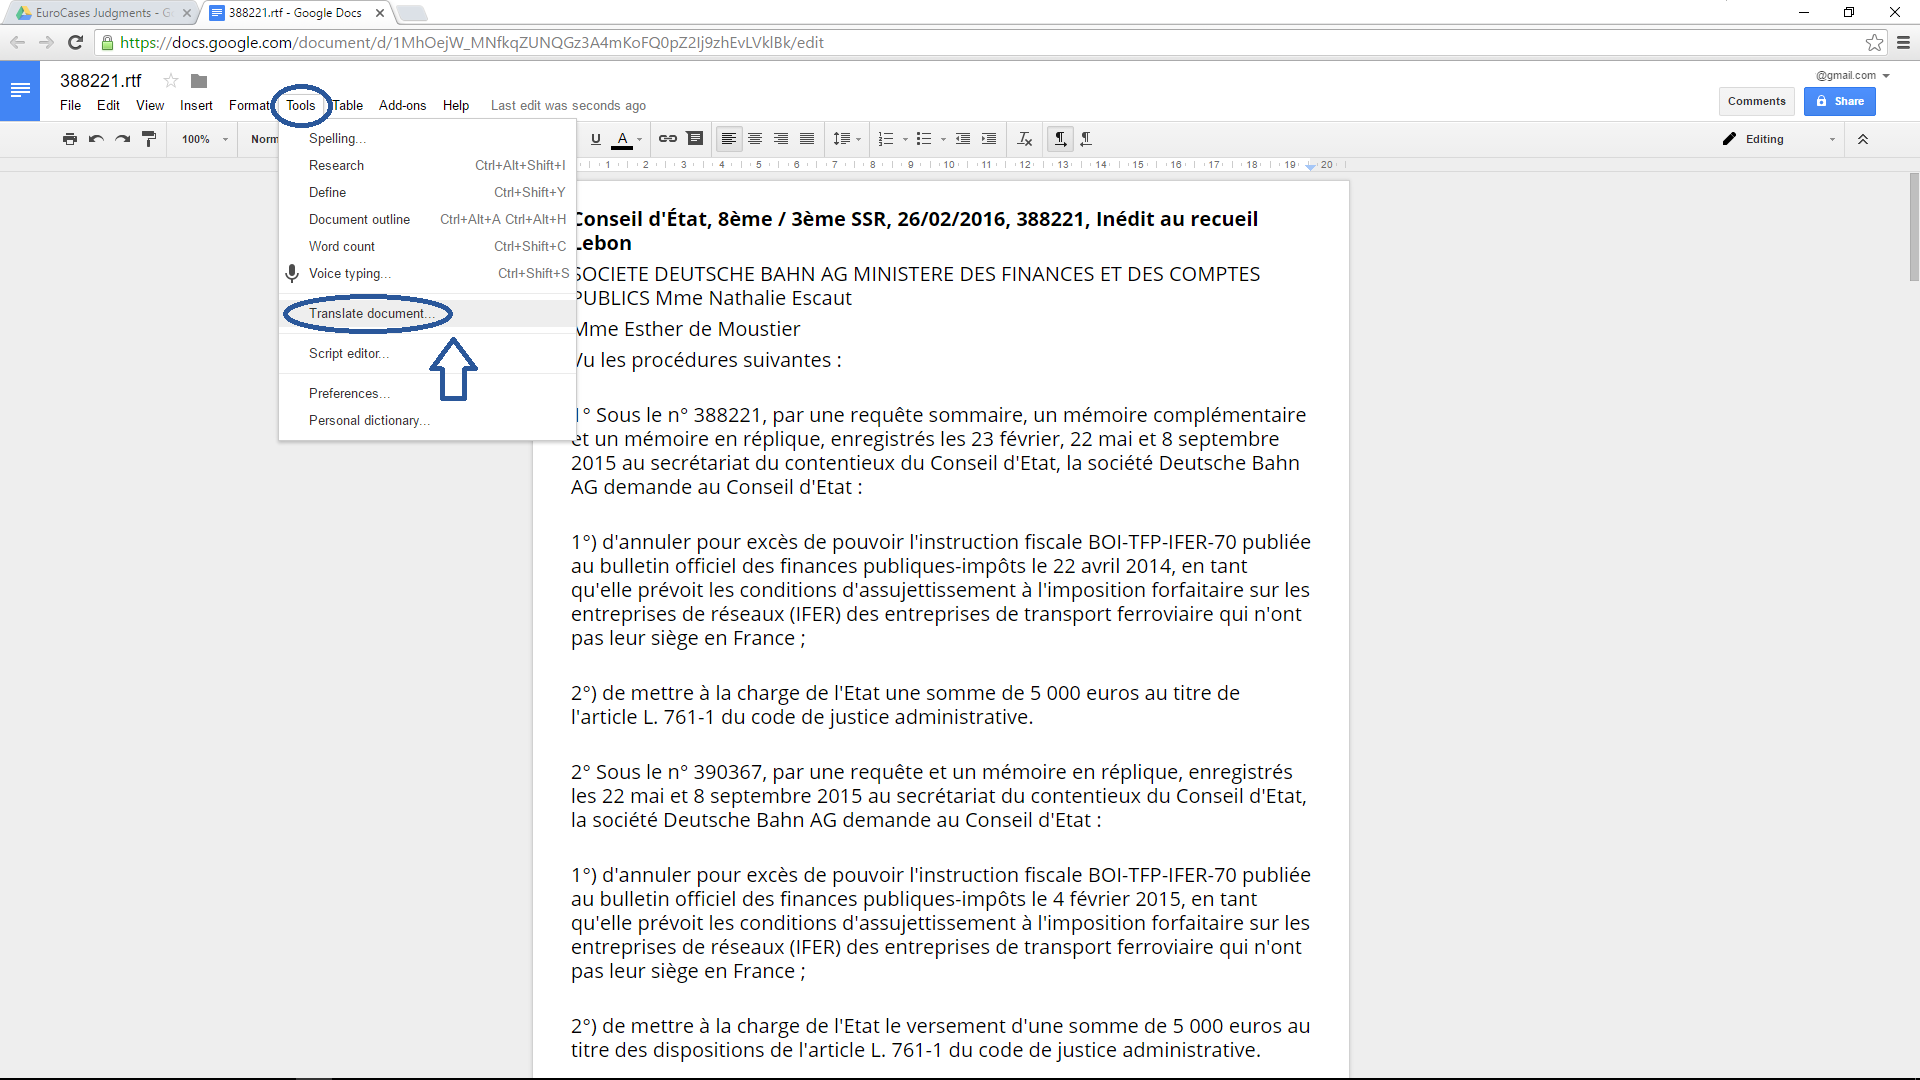 EuroCases Judgments - G
388221.rtf - Google Docs
https://docs.google.com/document/d/1MhOejW_MNfkqZUNQGz3A4mKoFQ0pZ2Ij9zhEvLVklBk/edit
388221.rtf
@gmail.com
File Edit View Insert Format Tools Table Add-ons Help Last edit was seconds ago
Comments
Share
100%
Norm
Editing
Spelling...
Research Ctrl+Alt+Shift+I
Define Ctrl+Shift+Y
Document outline Ctrl+Alt+A Ctrl+Alt+H
Word count Ctrl+Shift+C
Voice typing... Ctrl+Shift+S
Translate document...
Script editor...
Preferences...
Personal dictionary...
1 2 3 4 5 6 7 8 9 10 11 12 13 14 15 16 17 18 19 20
Conseil d'État, 8ème / 3ème SSR, 26/02/2016, 388221, Inédit au recueil
Lebon
SOCIETE DEUTSCHE BAHN AG MINISTERE DES FINANCES ET DES COMPTES
PUBLICS Mme Nathalie Escaut
Mme Esther de Moustier
Vu les procédures suivantes :
1° Sous le n° 388221, par une requête sommaire, un mémoire complémentaire
et un mémoire en réplique, enregistrés les 23 février, 22 mai et 8 septembre
2015 au secrétariat du contentieux du Conseil d'Etat, la société Deutsche Bahn
AG demande au Conseil d'Etat :
1°) d'annuler pour excès de pouvoir l'instruction fiscale BOI-TFP-IFER-70 publiée
au bulletin officiel des finances publiques-impôts le 22 avril 2014, en tant
qu'elle prévoit les conditions d'assujettissement à l'imposition forfaitaire sur les
entreprises de réseaux (IFER) des entreprises de transport ferroviaire qui n'ont
pas leur siège en France ;
2°) de mettre à la charge de l'Etat une somme de 5 000 euros au titre de
l'article L. 761-1 du code de justice administrative.
2° Sous le n° 390367, par une requête et un mémoire en réplique, enregistrés
les 22 mai et 8 septembre 2015 au secrétariat du contentieux du Conseil d'Etat,
la société Deutsche Bahn AG demande au Conseil d'Etat :
1°) d'annuler pour excès de pouvoir l'instruction fiscale BOI-TFP-IFER-70 publiée
au bulletin officiel des finances publiques-impôts le 4 février 2015, en tant
qu'elle prévoit les conditions d'assujettissement à l'imposition forfaitaire sur les
entreprises de réseaux (IFER) des entreprises de transport ferroviaire qui n'ont
pas leur siège en France ;
2°) de mettre à la charge de l'Etat le versement d'une somme de 5 000 euros au
titre des dispositions de l'article L. 761-1 du code de justice administrative.